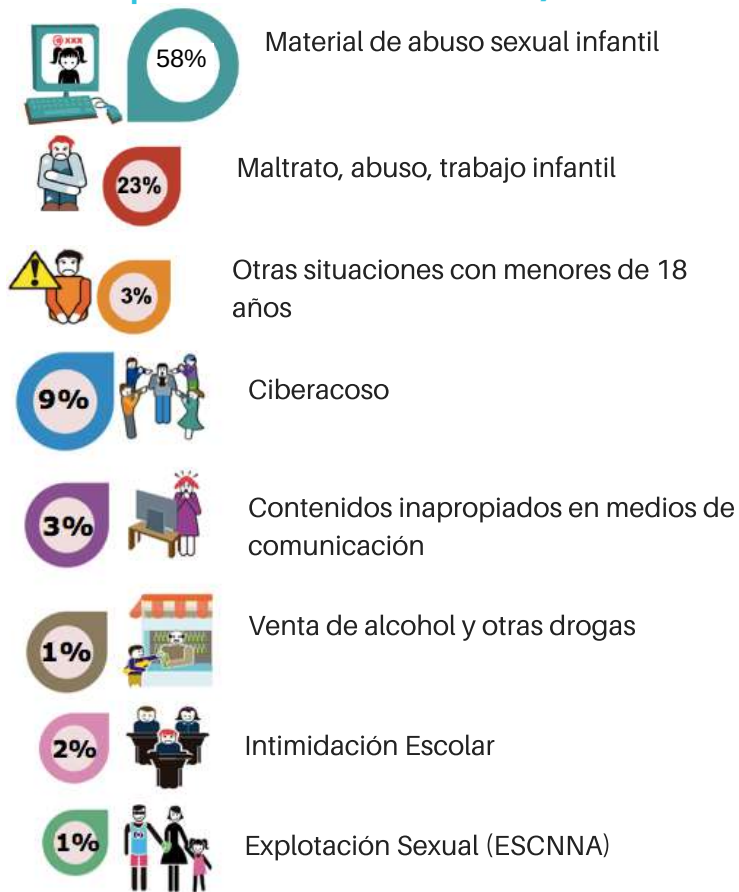 © XXX
58%
Material de abuso sexual infantil
23%
Maltrato, abuso, trabajo infantil
3%
Otras situaciones con menores de 18
años
9%
Ciberacoso
3%
Contenidos inapropiados en medios de
comunicación
1%
Venta de alcohol y otras drogas
2%
Intimidación Escolar
1%
Explotación Sexual (ESCNNA)